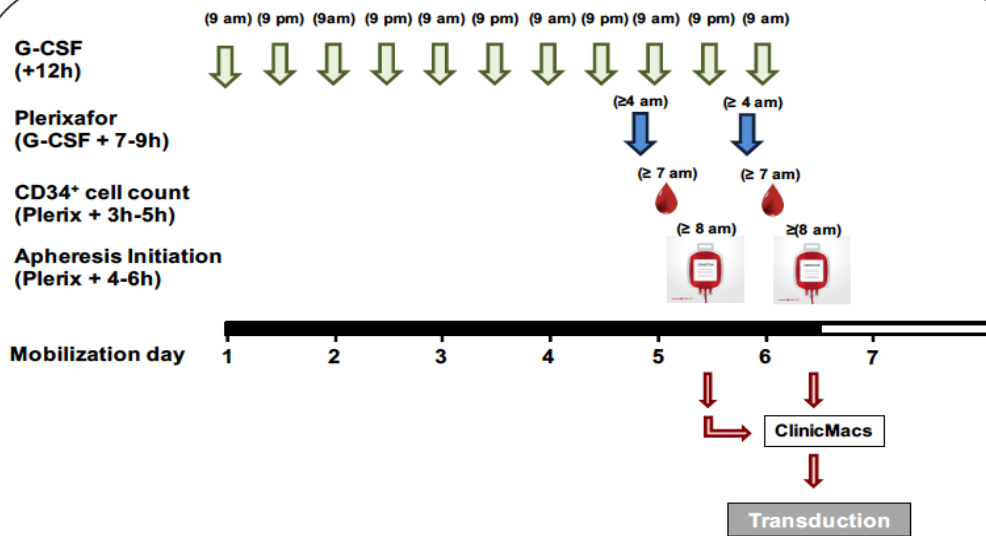 (9 am) (9 pm) (9am) (9 pm) (9 am) (9 pm) (9 am) (9 pm) (9 am) (9 pm) (9 am)
G-CSF
(+12h)
(≥4 am) (≥ 4 am)
Plerixafor
(G-CSF + 7-9h)
(≥ 7 am) (≥ 7 am)
CD34⁺ cell count
(Plerix + 3h-5h)
(≥ 8 am) ≥(8 am)
Apheresis Initiation
(Plerix + 4-6h)
Mobilization day 1 2 3 4 5 6 7
ClinicMacs
Transduction